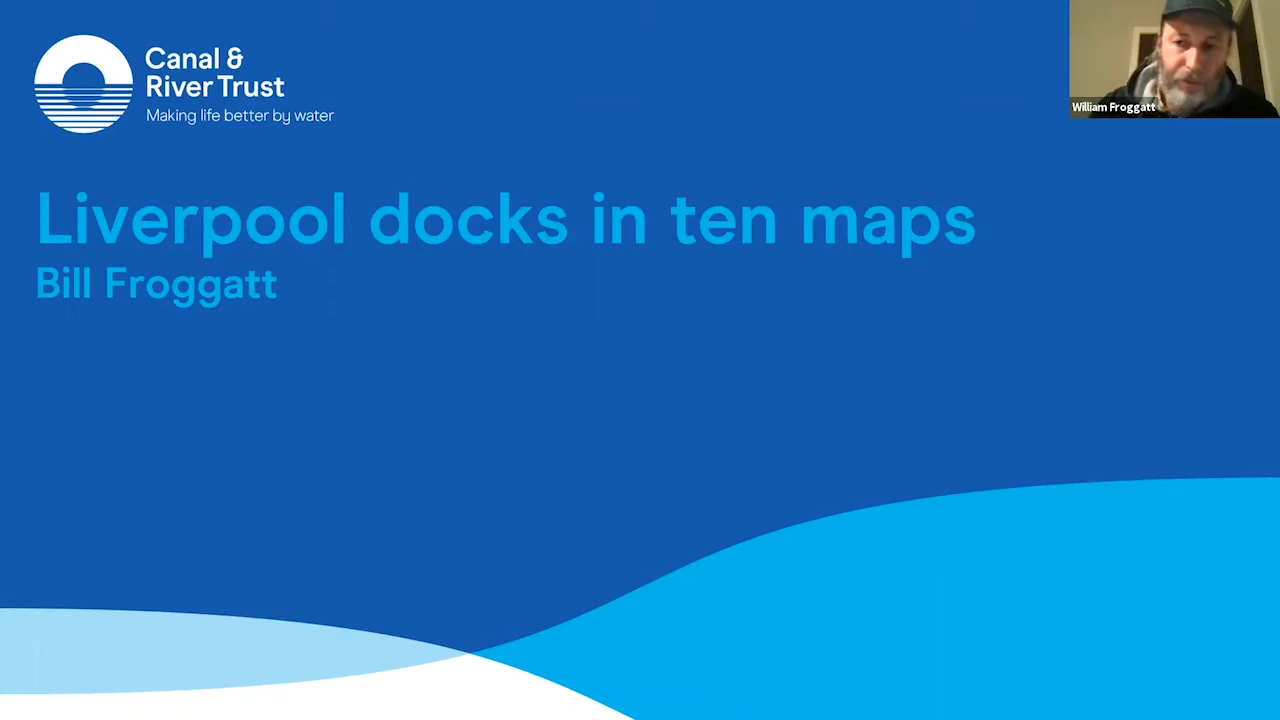 Canal &
River Trust
Making life better by water
William Froggatt
Liverpool docks in ten maps
Bill Froggatt